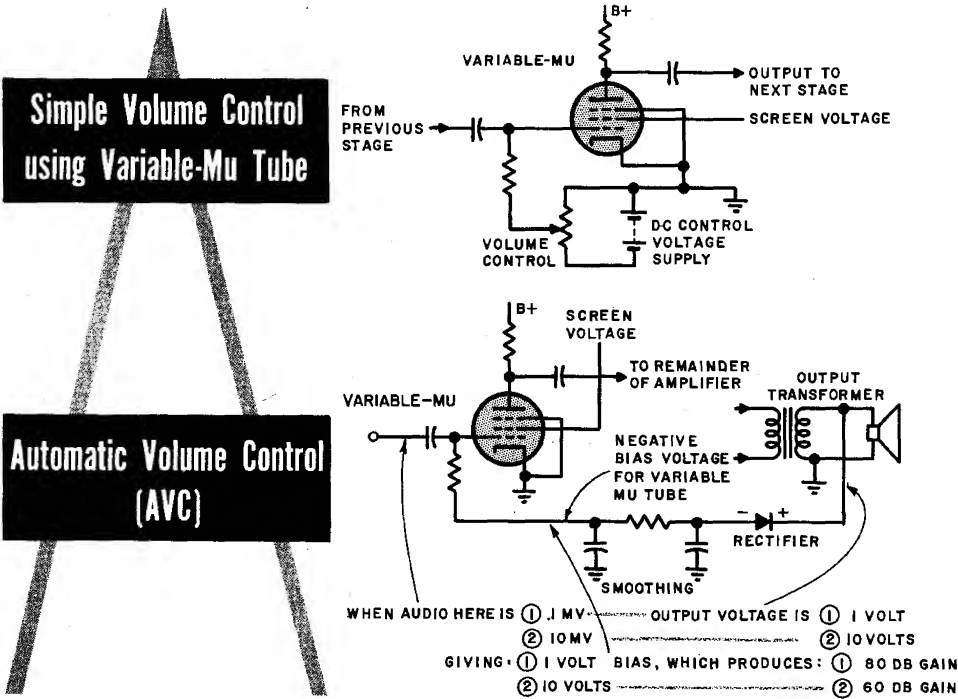 Simple Volume Control
using Variable-Mu Tube
B+
VARIABLE-MU
OUTPUT TO
NEXT STAGE
FROM
PREVIOUS
STAGE
SCREEN VOLTAGE
VOLUME
CONTROL
DC CONTROL
VOLTAGE
SUPPLY
Automatic Volume Control
(AVC)
B+
SCREEN
VOLTAGE
TO REMAINDER
OF AMPLIFIER
OUTPUT
TRANSFORMER
VARIABLE-MU
NEGATIVE
BIAS VOLTAGE
FOR VARIABLE
MU TUBE
- +
RECTIFIER
SMOOTHING
WHEN AUDIO HERE IS ① .1 MV OUTPUT VOLTAGE IS ① 1 VOLT
② 10 MV ② 10 VOLTS
GIVING: ① 1 VOLT BIAS, WHICH PRODUCES: ① 80 DB GAIN
② 10 VOLTS ② 60 DB GAIN